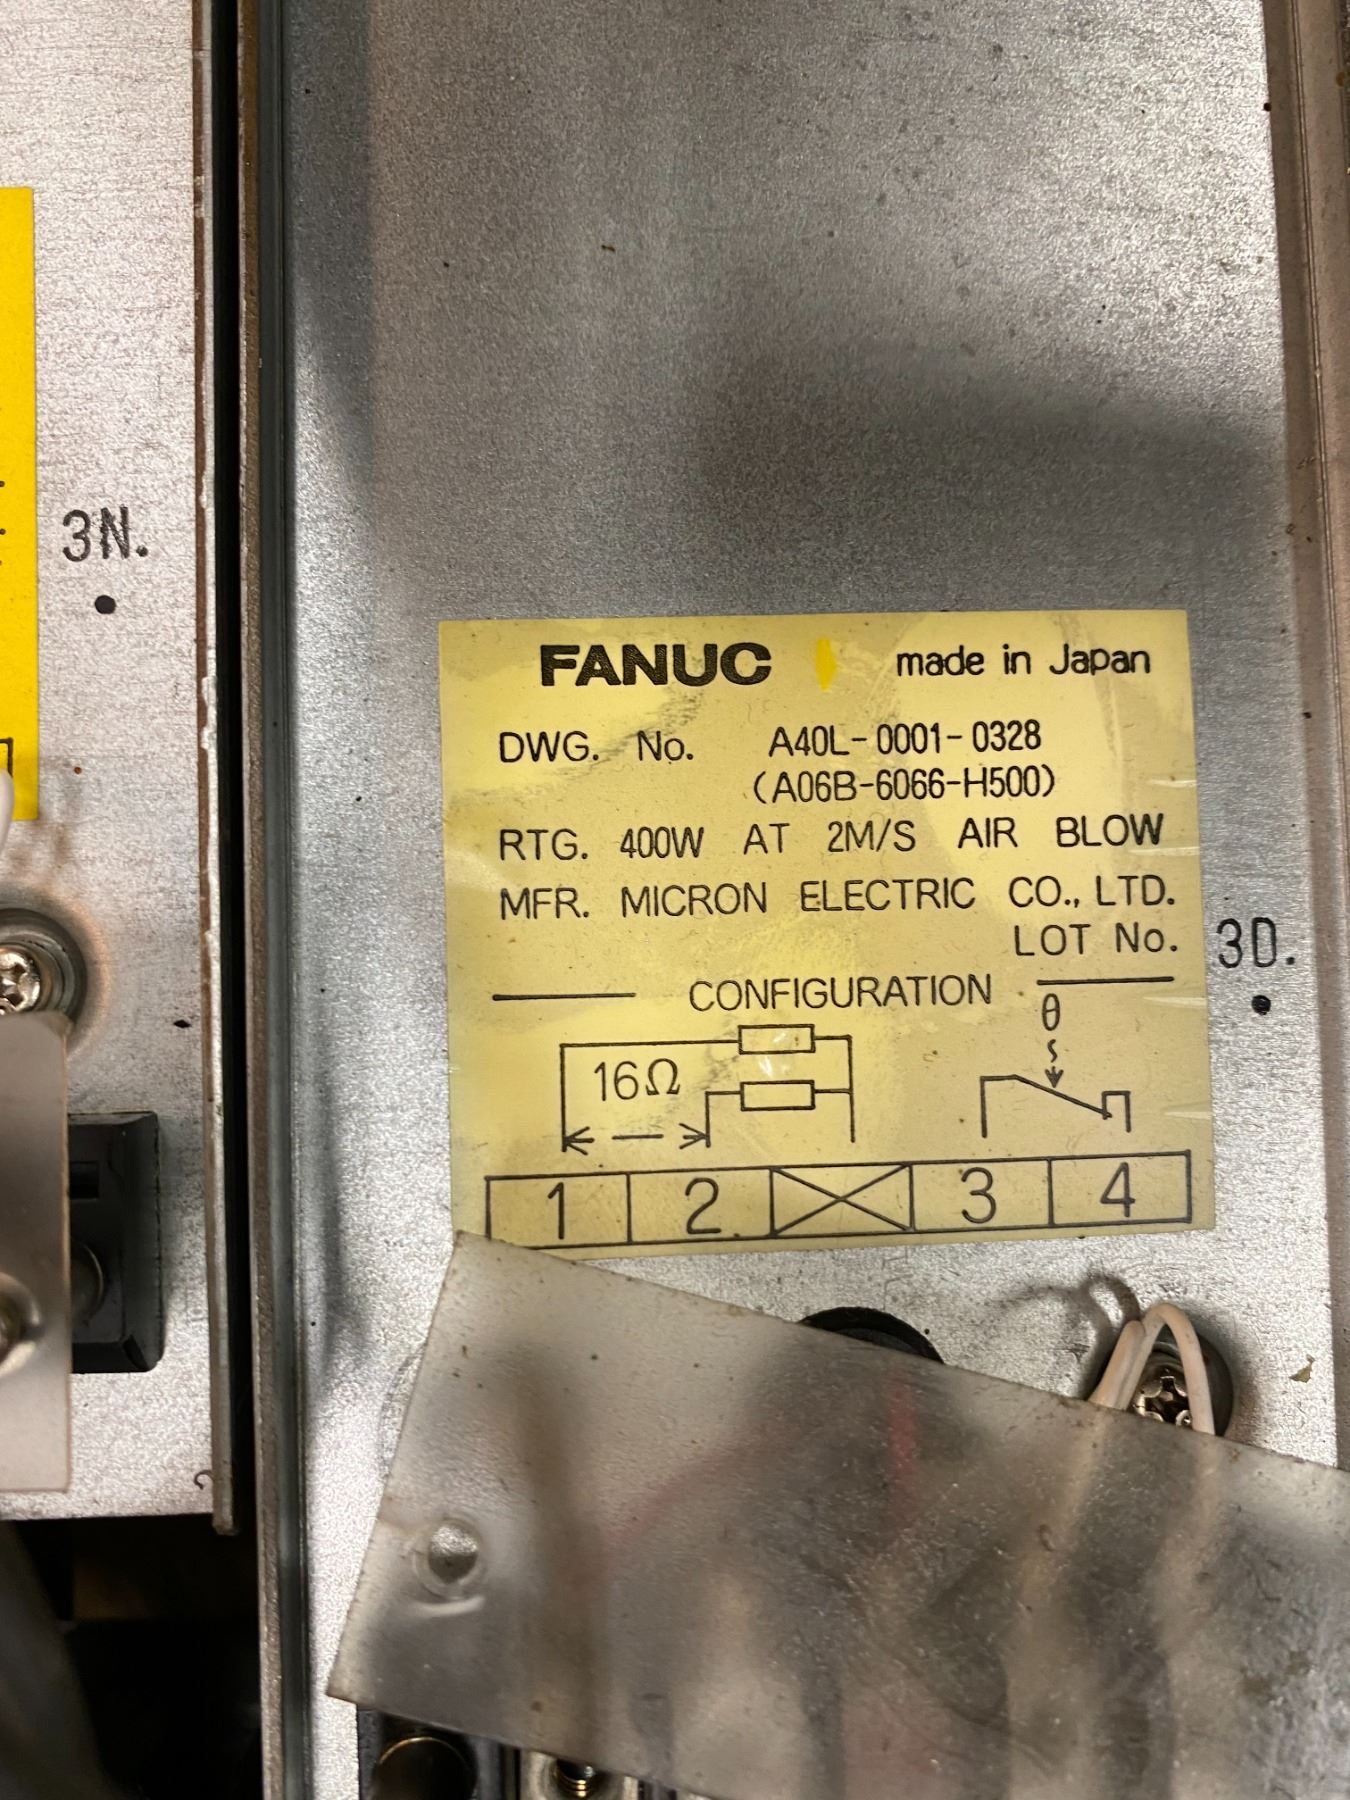 3N.
FANUC made in Japan
DWG. No. A40L-0001-0328
(A06B-6066-H500)
RTG. 400W AT 2M/S AIR BLOW
MFR. MICRON ELECTRIC CO., LTD.
LOT No. 3D.
CONFIGURATION
θ
16Ω
1 2 3 4